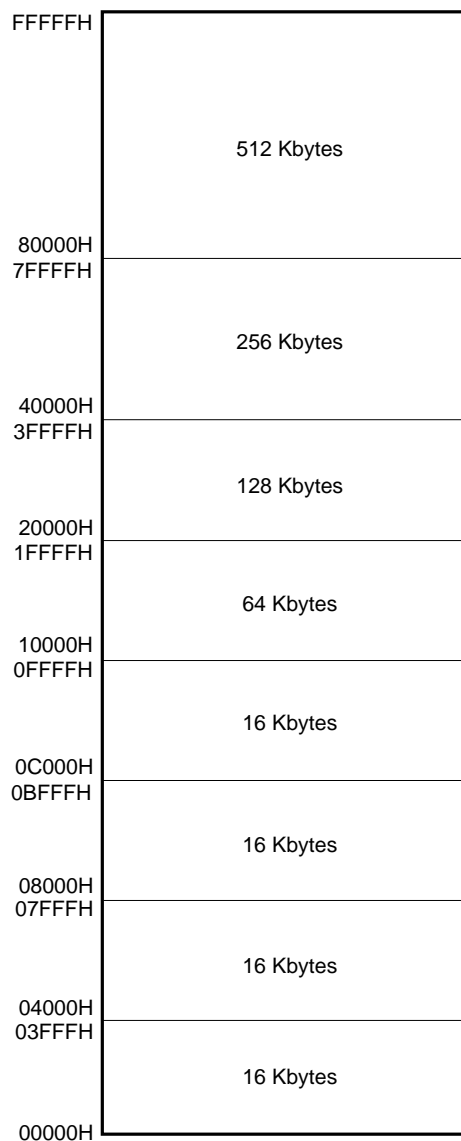 FFFFFH
512 Kbytes
80000H
7FFFFH
256 Kbytes
40000H
3FFFFH
128 Kbytes
20000H
1FFFFH
64 Kbytes
10000H
0FFFFH
16 Kbytes
0C000H
0BFFFH
16 Kbytes
08000H
07FFFH
16 Kbytes
04000H
03FFFH
16 Kbytes
00000H